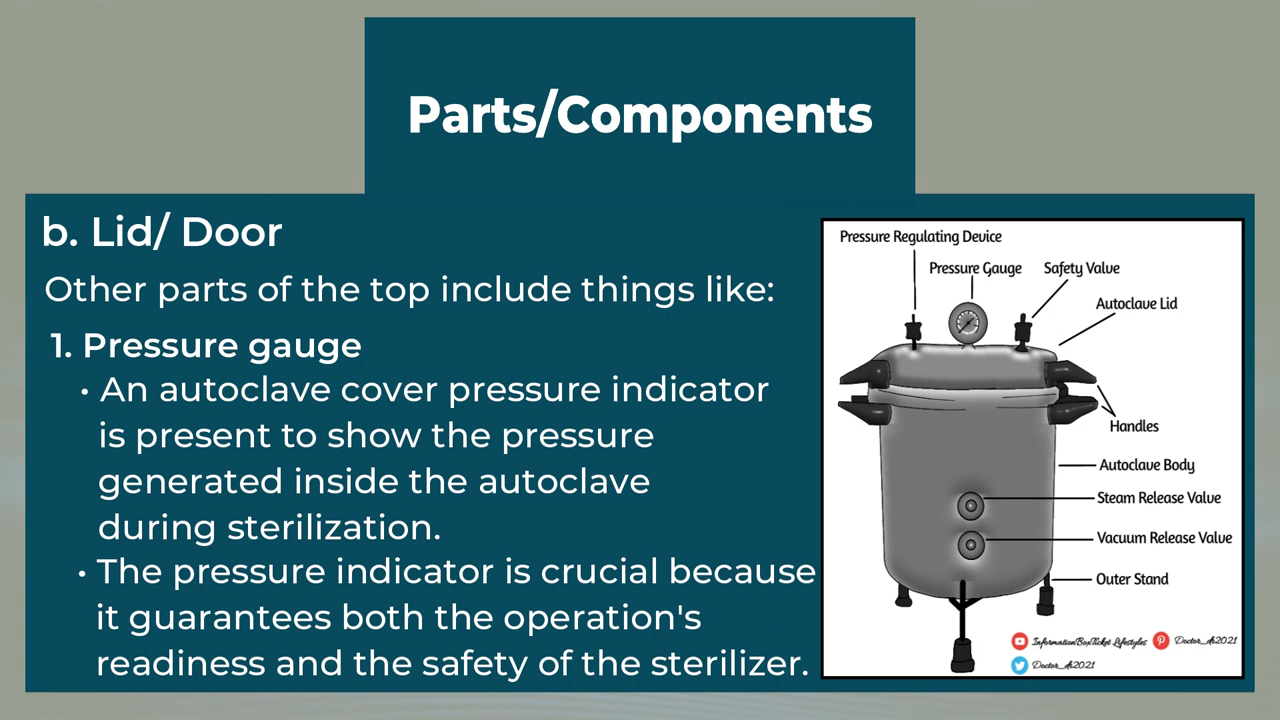 Parts/Components
b. Lid/ Door
Other parts of the top include things like:
1. Pressure gauge
• An autoclave cover pressure indicator
is present to show the pressure
generated inside the autoclave
during sterilization.
• The pressure indicator is crucial because
it guarantees both the operation's
readiness and the safety of the sterilizer.
Pressure Regulating Device
Pressure Gauge
Safety Valve
Autoclave Lid
Handles
Autoclave Body
Steam Release Valve
Vacuum Release Valve
Outer Stand
InformationBoxTicket Lifestyles
Doctor_A2021
Doctor_A2021